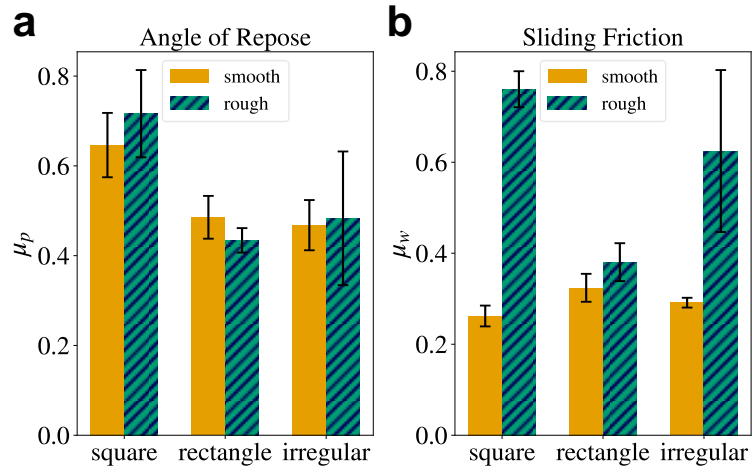 a
Angle of Repose
smooth
rough
0.8
0.6
0.4
0.2
0.0
μp
square rectangle irregular
b
Sliding Friction
smooth
rough
0.8
0.6
0.4
0.2
0.0
μw
square rectangle irregular